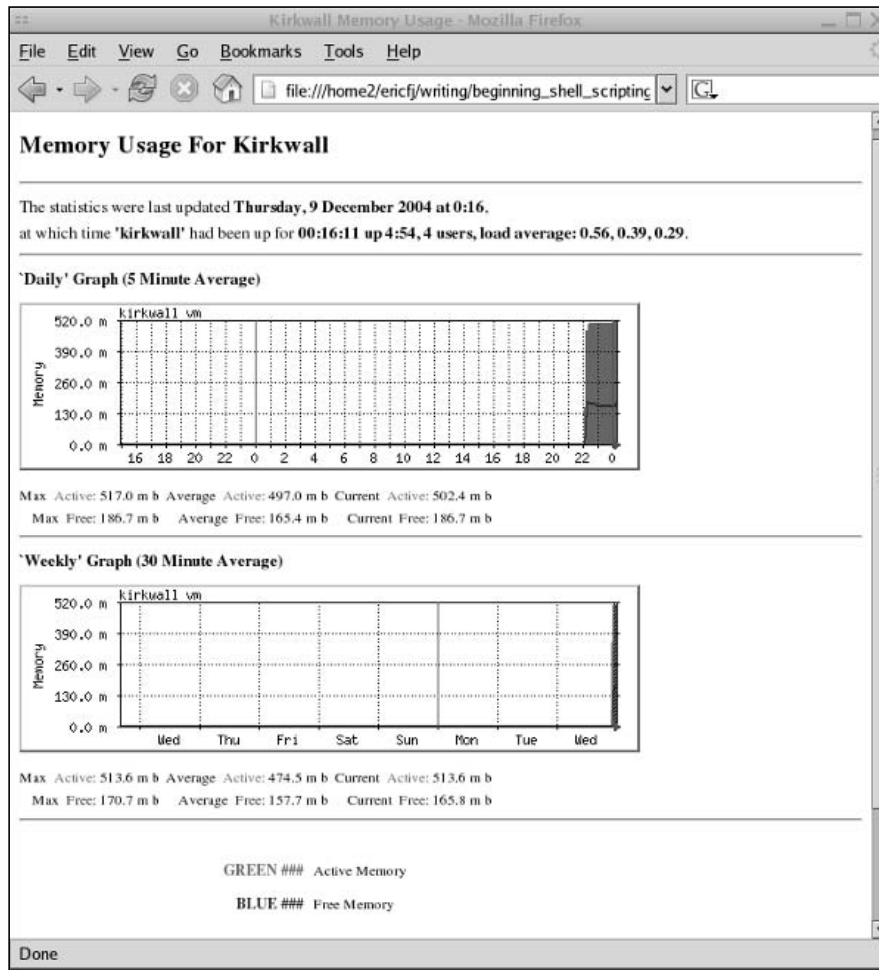 Kirkwall Memory Usage - Mozilla Firefox
File Edit View Go Bookmarks Tools Help
file:///home2/ericfj/writing/beginning_shell_scripting
G
Memory Usage For Kirkwall
The statistics were last updated Thursday, 9 December 2004 at 0:16,
at which time 'kirkwall' had been up for 00:16:11 up 4:54, 4 users, load average: 0.56, 0.39, 0.29.
`Daily' Graph (5 Minute Average)
kirkwall vm
520.0 m
390.0 m
260.0 m
130.0 m
0.0 m
Memory
16 18 20 22 0 2 4 6 8 10 12 14 16 18 20 22 0
Max Active: 517.0 m b Average Active: 497.0 m b Current Active: 502.4 m b
Max Free: 186.7 m b Average Free: 165.4 m b Current Free: 186.7 m b
`Weekly' Graph (30 Minute Average)
kirkwall vm
520.0 m
390.0 m
260.0 m
130.0 m
0.0 m
Memory
Wed Thu Fri Sat Sun Mon Tue Wed
Max Active: 513.6 m b Average Active: 474.5 m b Current Active: 513.6 m b
Max Free: 170.7 m b Average Free: 157.7 m b Current Free: 165.8 m b
GREEN ### Active Memory
BLUE ### Free Memory
Done